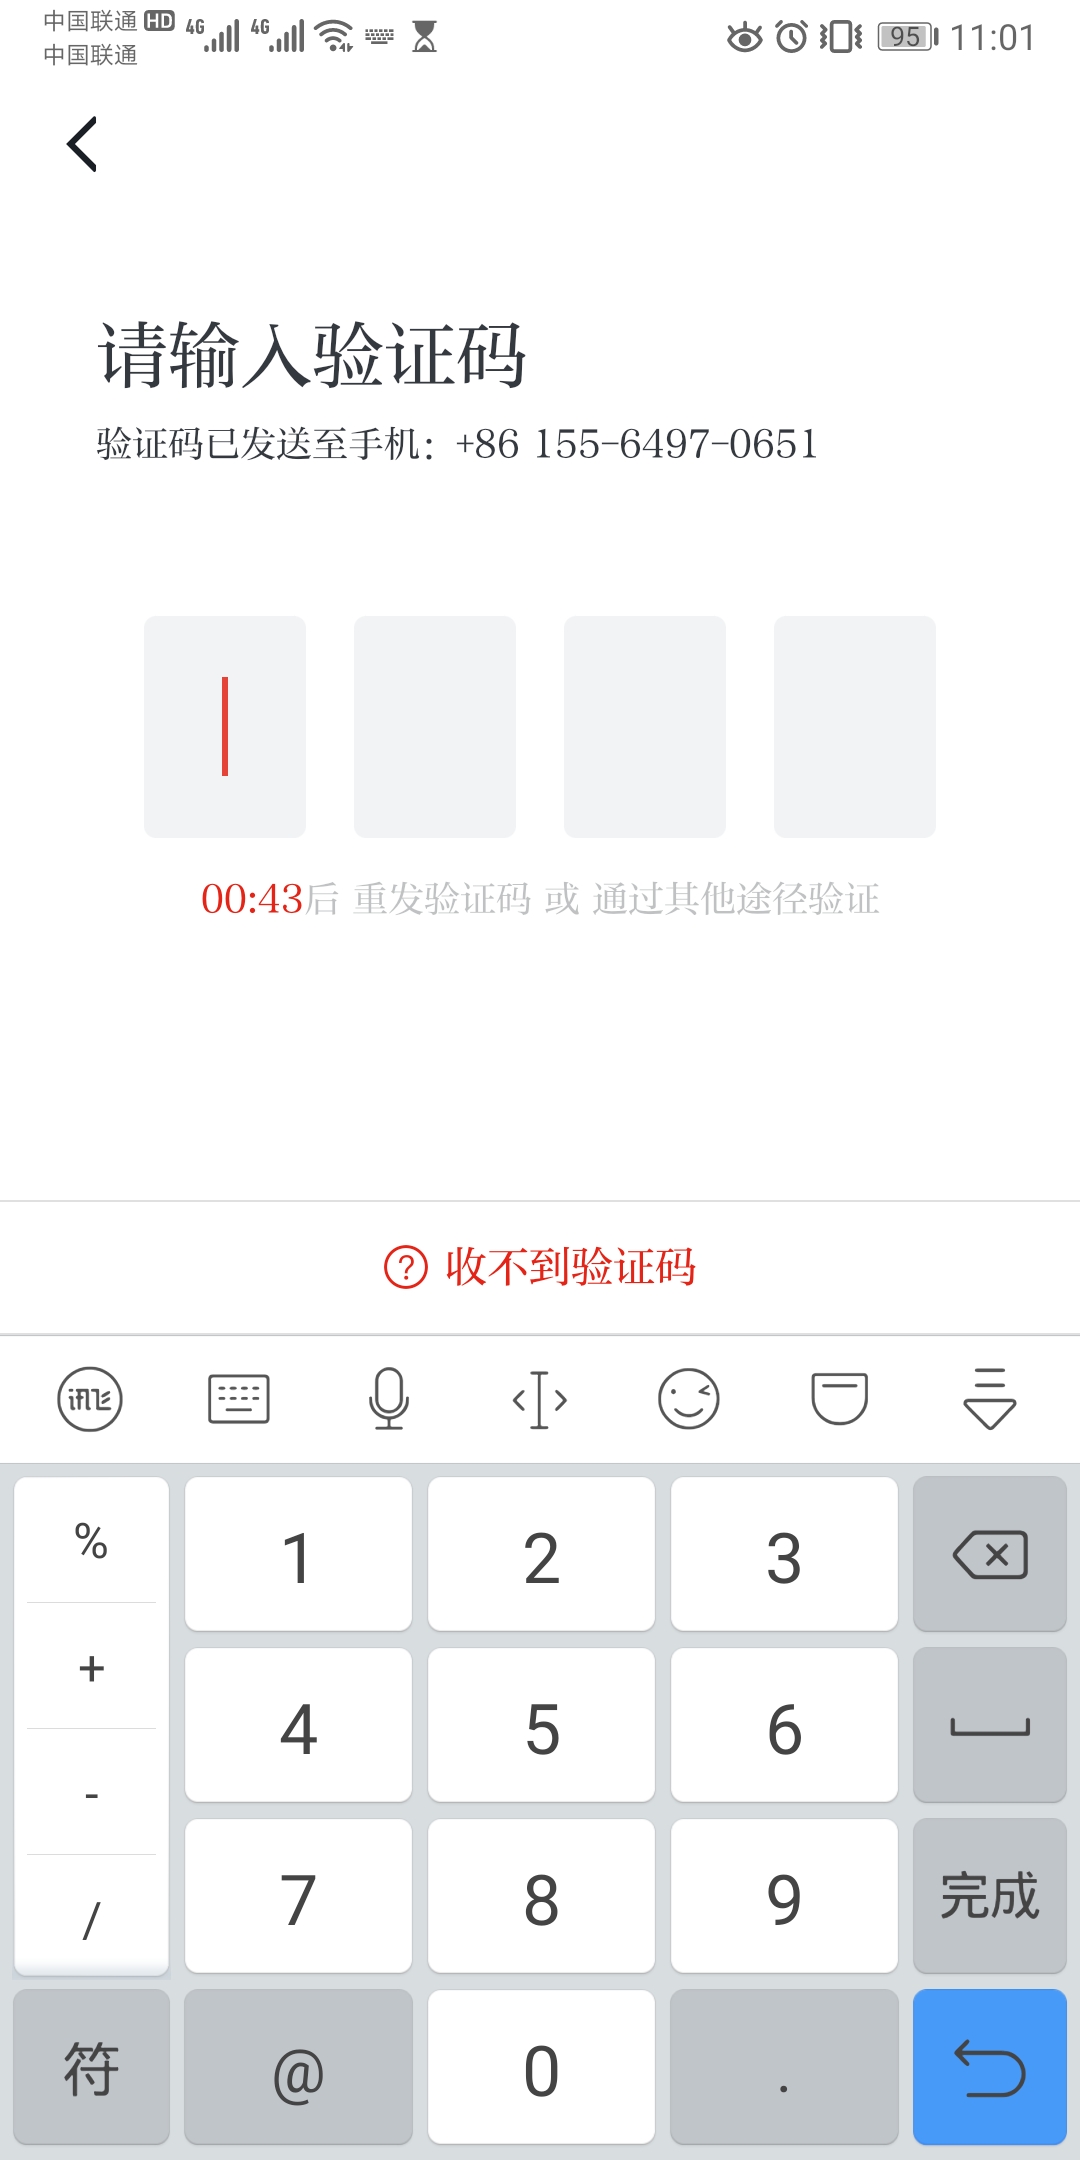 中国联通 HD 4G 4G 95 11:01
中国联通
请输入验证码
验证码已发送至手机：+86 155-6497-0651
00:43后 重发验证码 或 通过其他途径验证
? 收不到验证码
% 1 2 3
+ 4 5 6
- 7 8 9 完成
/
符 @ 0 .